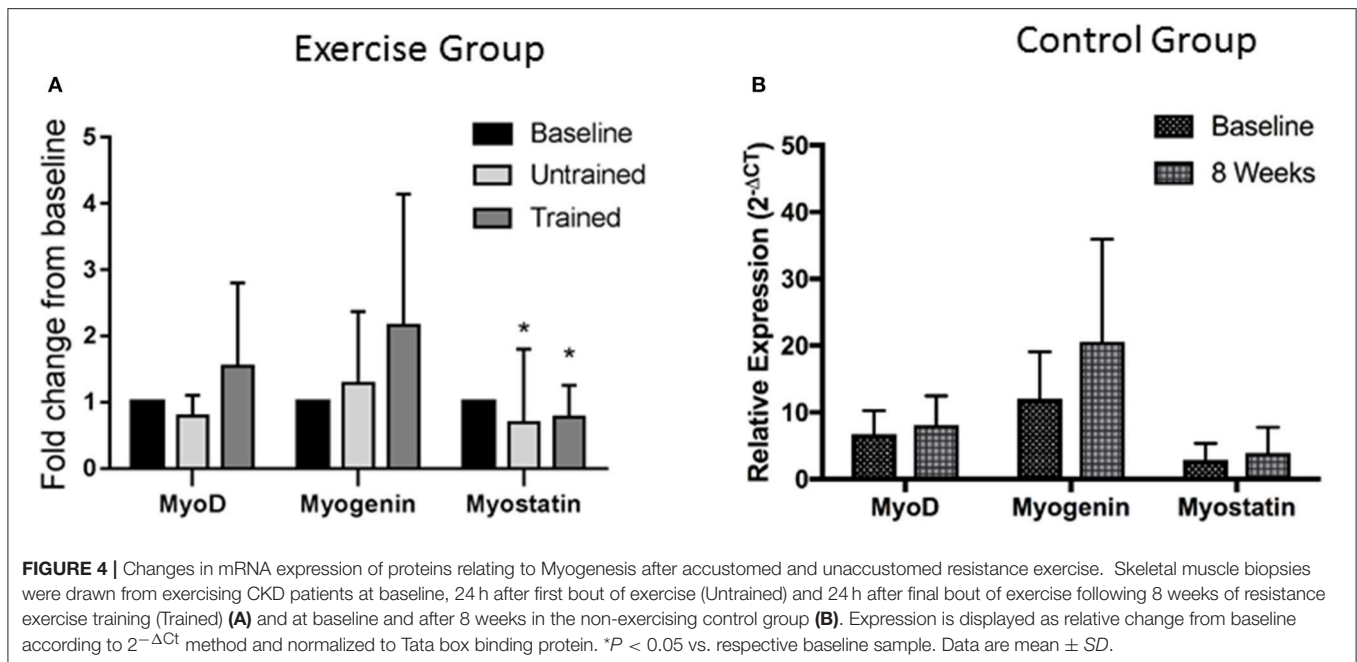 Exercise Group
A
Fold change from baseline
5
4
3
2
1
0
Baseline
Untrained
Trained
*
*
MyoD Myogenin Myostatin
Control Group
B
Relative Expression (2-ΔCT)
50
40
30
20
10
0
Baseline
8 Weeks
MyoD Myogenin Myostatin
FIGURE 4 | Changes in mRNA expression of proteins relating to Myogenesis after accustomed and unaccustomed resistance exercise. Skeletal muscle biopsies
were drawn from exercising CKD patients at baseline, 24 h after first bout of exercise (Untrained) and 24 h after final bout of exercise following 8 weeks of resistance
exercise training (Trained) (A) and at baseline and after 8 weeks in the non-exercising control group (B). Expression is displayed as relative change from baseline
according to 2−ΔCt method and normalized to Tata box binding protein. *P < 0.05 vs. respective baseline sample. Data are mean ± SD.